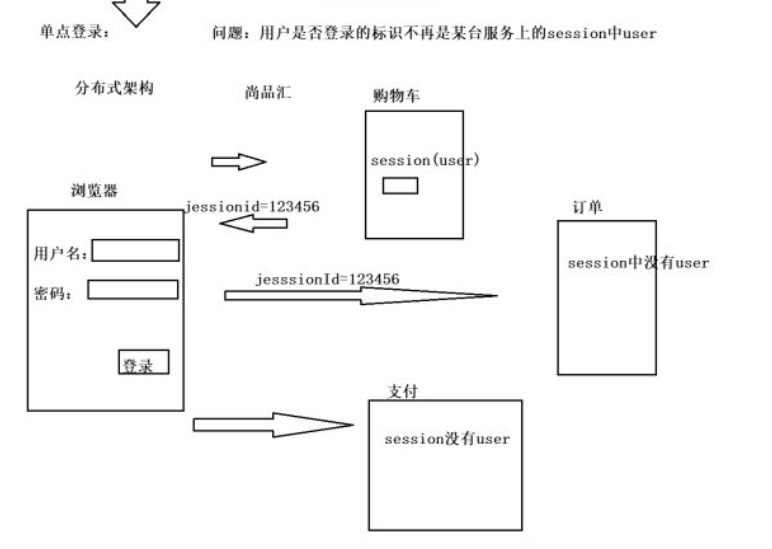 单点登录：
问题：用户是否登录的标识不再是某台服务上的session中user
分布式架构
尚品汇
购物车
session(user)
浏览器
jessionid=123456
订单
用户名：
session中没有user
密码：
jesssionId=123456
登录
支付
session没有user